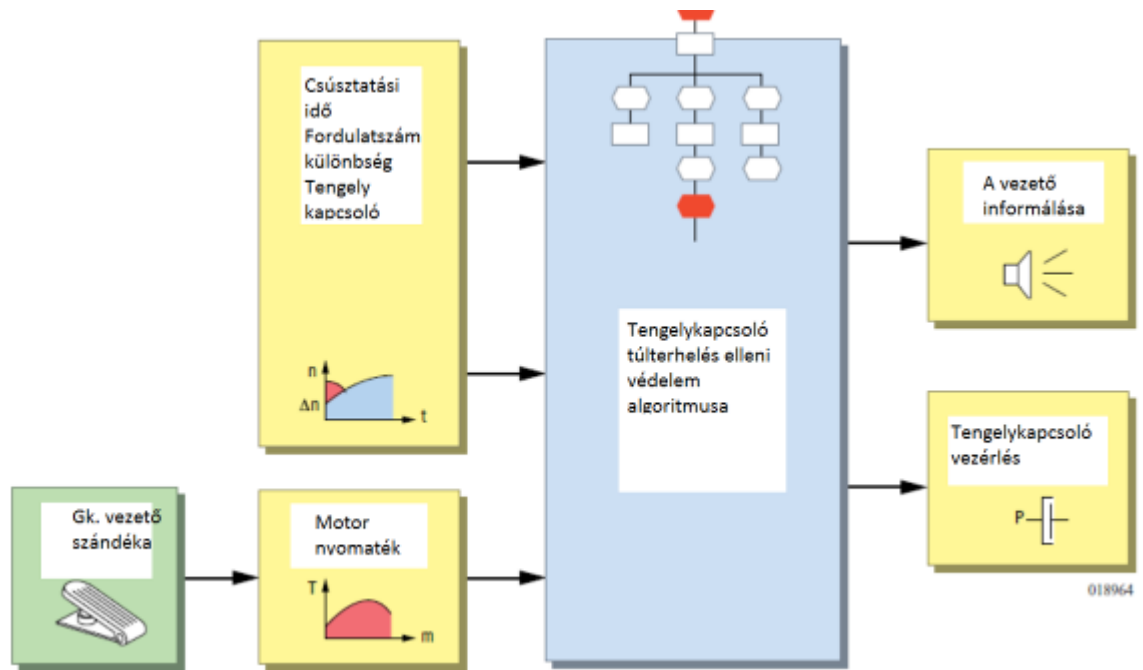 Csúsztatási
idő
Fordulatszám
különbség
Tengely
kapcsoló
n
Δn
t
Gk. vezető
szándéka
Motor
nyomaték
T
m
Tengelykapcsoló
túlterhelés elleni
védelem
algoritmusa
A vezető
informálása
Tengelykapcsoló
vezérlés
P
018964